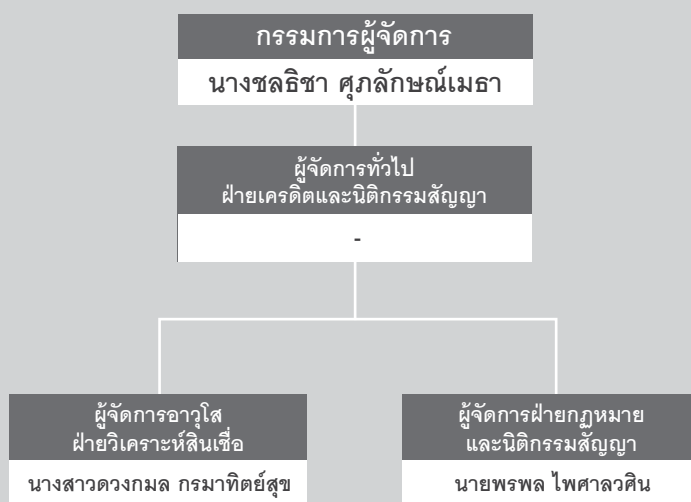 กรรมการผู้จัดการ
นางชลธิชา ศุภลักษณ์เมธา
ผู้จัดการทั่วไป
ฝ่ายเครดิตและนิติกรรมสัญญา
-
ผู้จัดการอาวุโส
ฝ่ายวิเคราะห์สินเชื่อ
นางสาวดวงกมล กรมาทิตย์สุข
ผู้จัดการฝ่ายกฎหมาย
และนิติกรรมสัญญา
นายพรพล ไพศาลวศิน